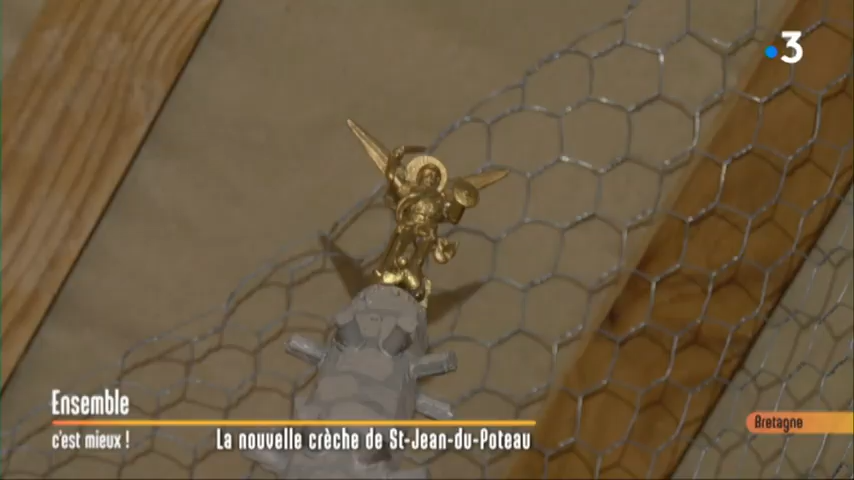 3
Ensemble
c'est mieux !
La nouvelle crèche de St-Jean-du-Poteau
Bretagne